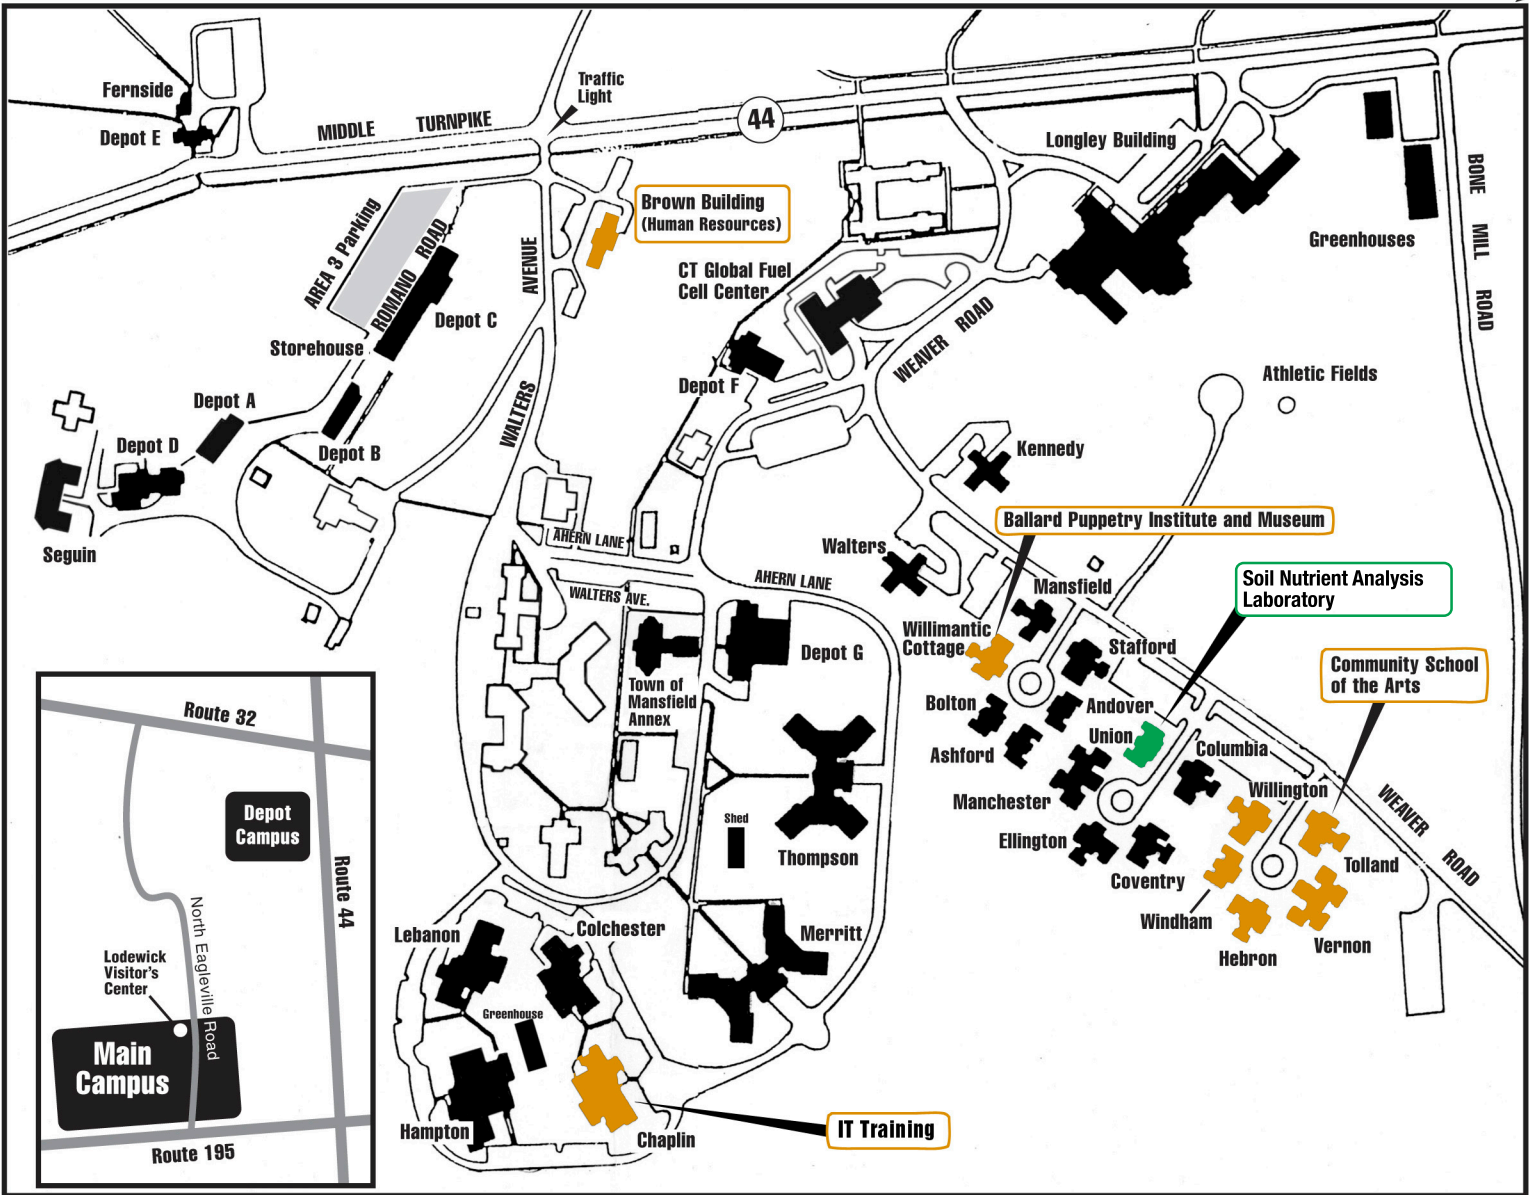 Fernside
Depot E
MIDDLE TURNPIKE
Traffic
Light
44
Longley Building
BONE MILL ROAD
Greenhouses
AREA 3 Parking
ROMANO ROAD
AVENUE
Brown Building
(Human Resources)
CT Global Fuel
Cell Center
Depot C
Storehouse
WEAVER ROAD
Depot F
Athletic Fields
Depot A
WALTERS
Depot D
Depot B
Kennedy
Ballard Puppetry Institute and Museum
Seguin
AHERN LANE
Walters
AHERN LANE
Soil Nutrient Analysis
Laboratory
WALTERS AVE.
Mansfield
Willimantic
Cottage
Stafford
Depot G
Community School
of the Arts
Town of
Mansfield
Annex
Bolton
Andover
Union
Ashford
Columbia
Manchester
Willington
WEAVER ROAD
Shed
Ellington
Thompson
Tolland
Coventry
Windham
Vernon
Hebron
Lebanon
Colchester
Merritt
Greenhouse
Hampton
Chaplin
IT Training
Route 32
Depot
Campus
Route 44
North Eagleville Road
Lodewick
Visitor's
Center
Main
Campus
Route 195